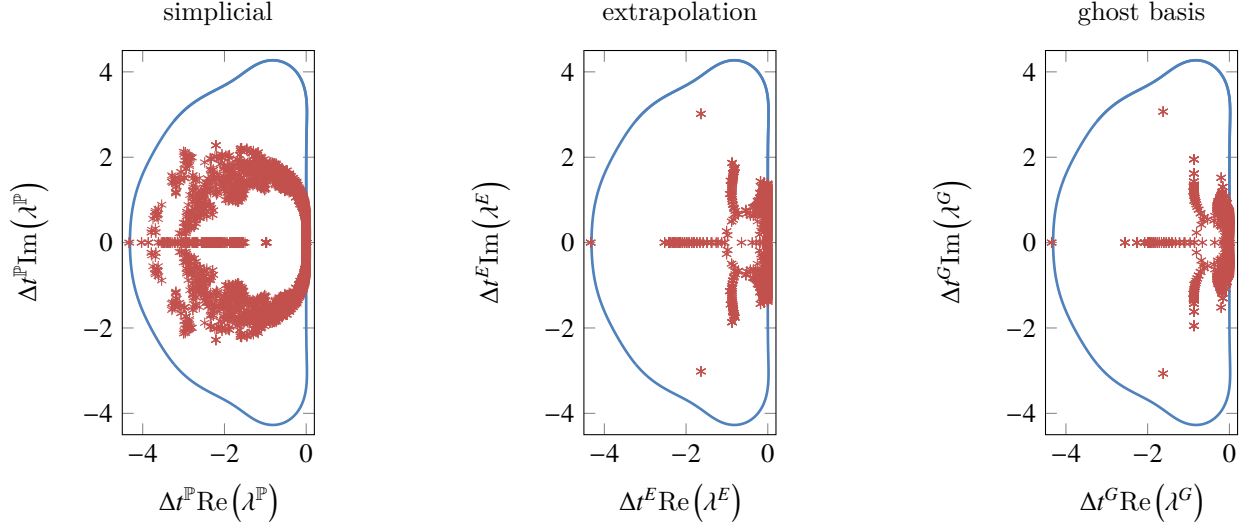 simplicial
extrapolation
ghost basis
4
2
0
−2
−4
−4
−2
0
Δt^ℙ Im(λ^ℙ)
Δt^ℙ Re(λ^ℙ)
4
2
0
−2
−4
−4
−2
0
Δt^E Im(λ^E)
Δt^E Re(λ^E)
4
2
0
−2
−4
−4
−2
0
Δt^G Im(λ^G)
Δt^G Re(λ^G)